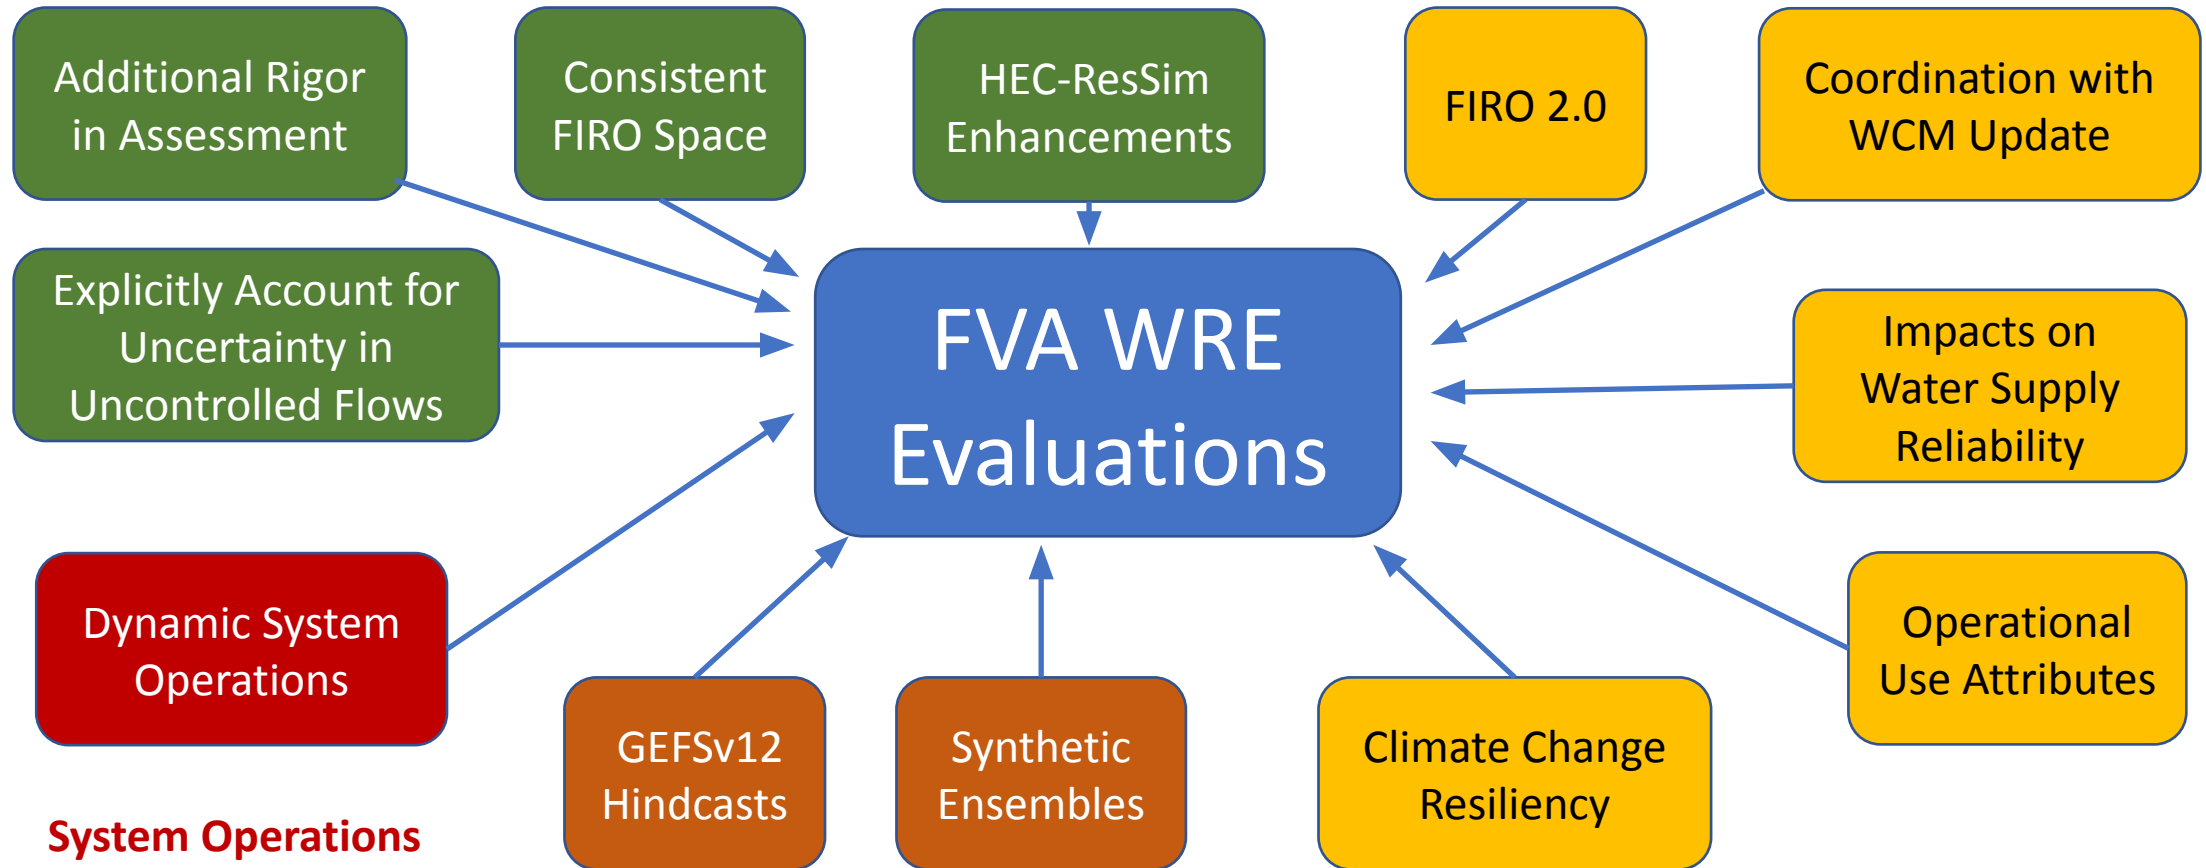 Additional Rigor
in Assessment
Consistent
FIRO Space
HEC-ResSim
Enhancements
FIRO 2.0
Coordination with
WCM Update
Explicitly Account for
Uncertainty in
Uncontrolled Flows
FVA WRE
Evaluations
Impacts on
Water Supply
Reliability
Dynamic System
Operations
Operational
Use Attributes
GEFSv12
Hindcasts
Synthetic
Ensembles
Climate Change
Resiliency
System Operations